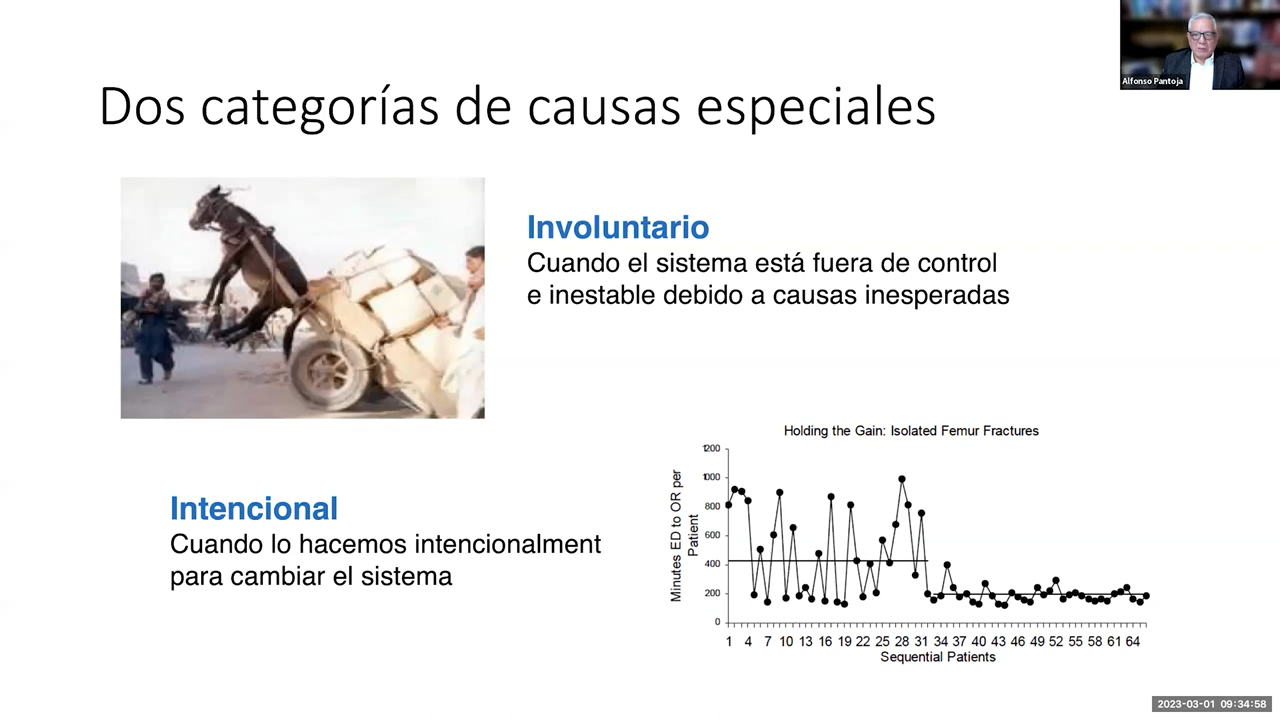 Alfonso Pantoja
Dos categorías de causas especiales
Involuntario
Cuando el sistema está fuera de control
e inestable debido a causas inesperadas
Intencional
Cuando lo hacemos intencionalment
para cambiar el sistema
Holding the Gain: Isolated Femur Fractures
Minutes ED to OR per
Patient
1200
1000
800
600
400
200
0
1 4 7 10 13 16 19 22 25 28 31 34 37 40 43 46 49 52 55 58 61 64
Sequential Patients
2023-03-01 09:34:58